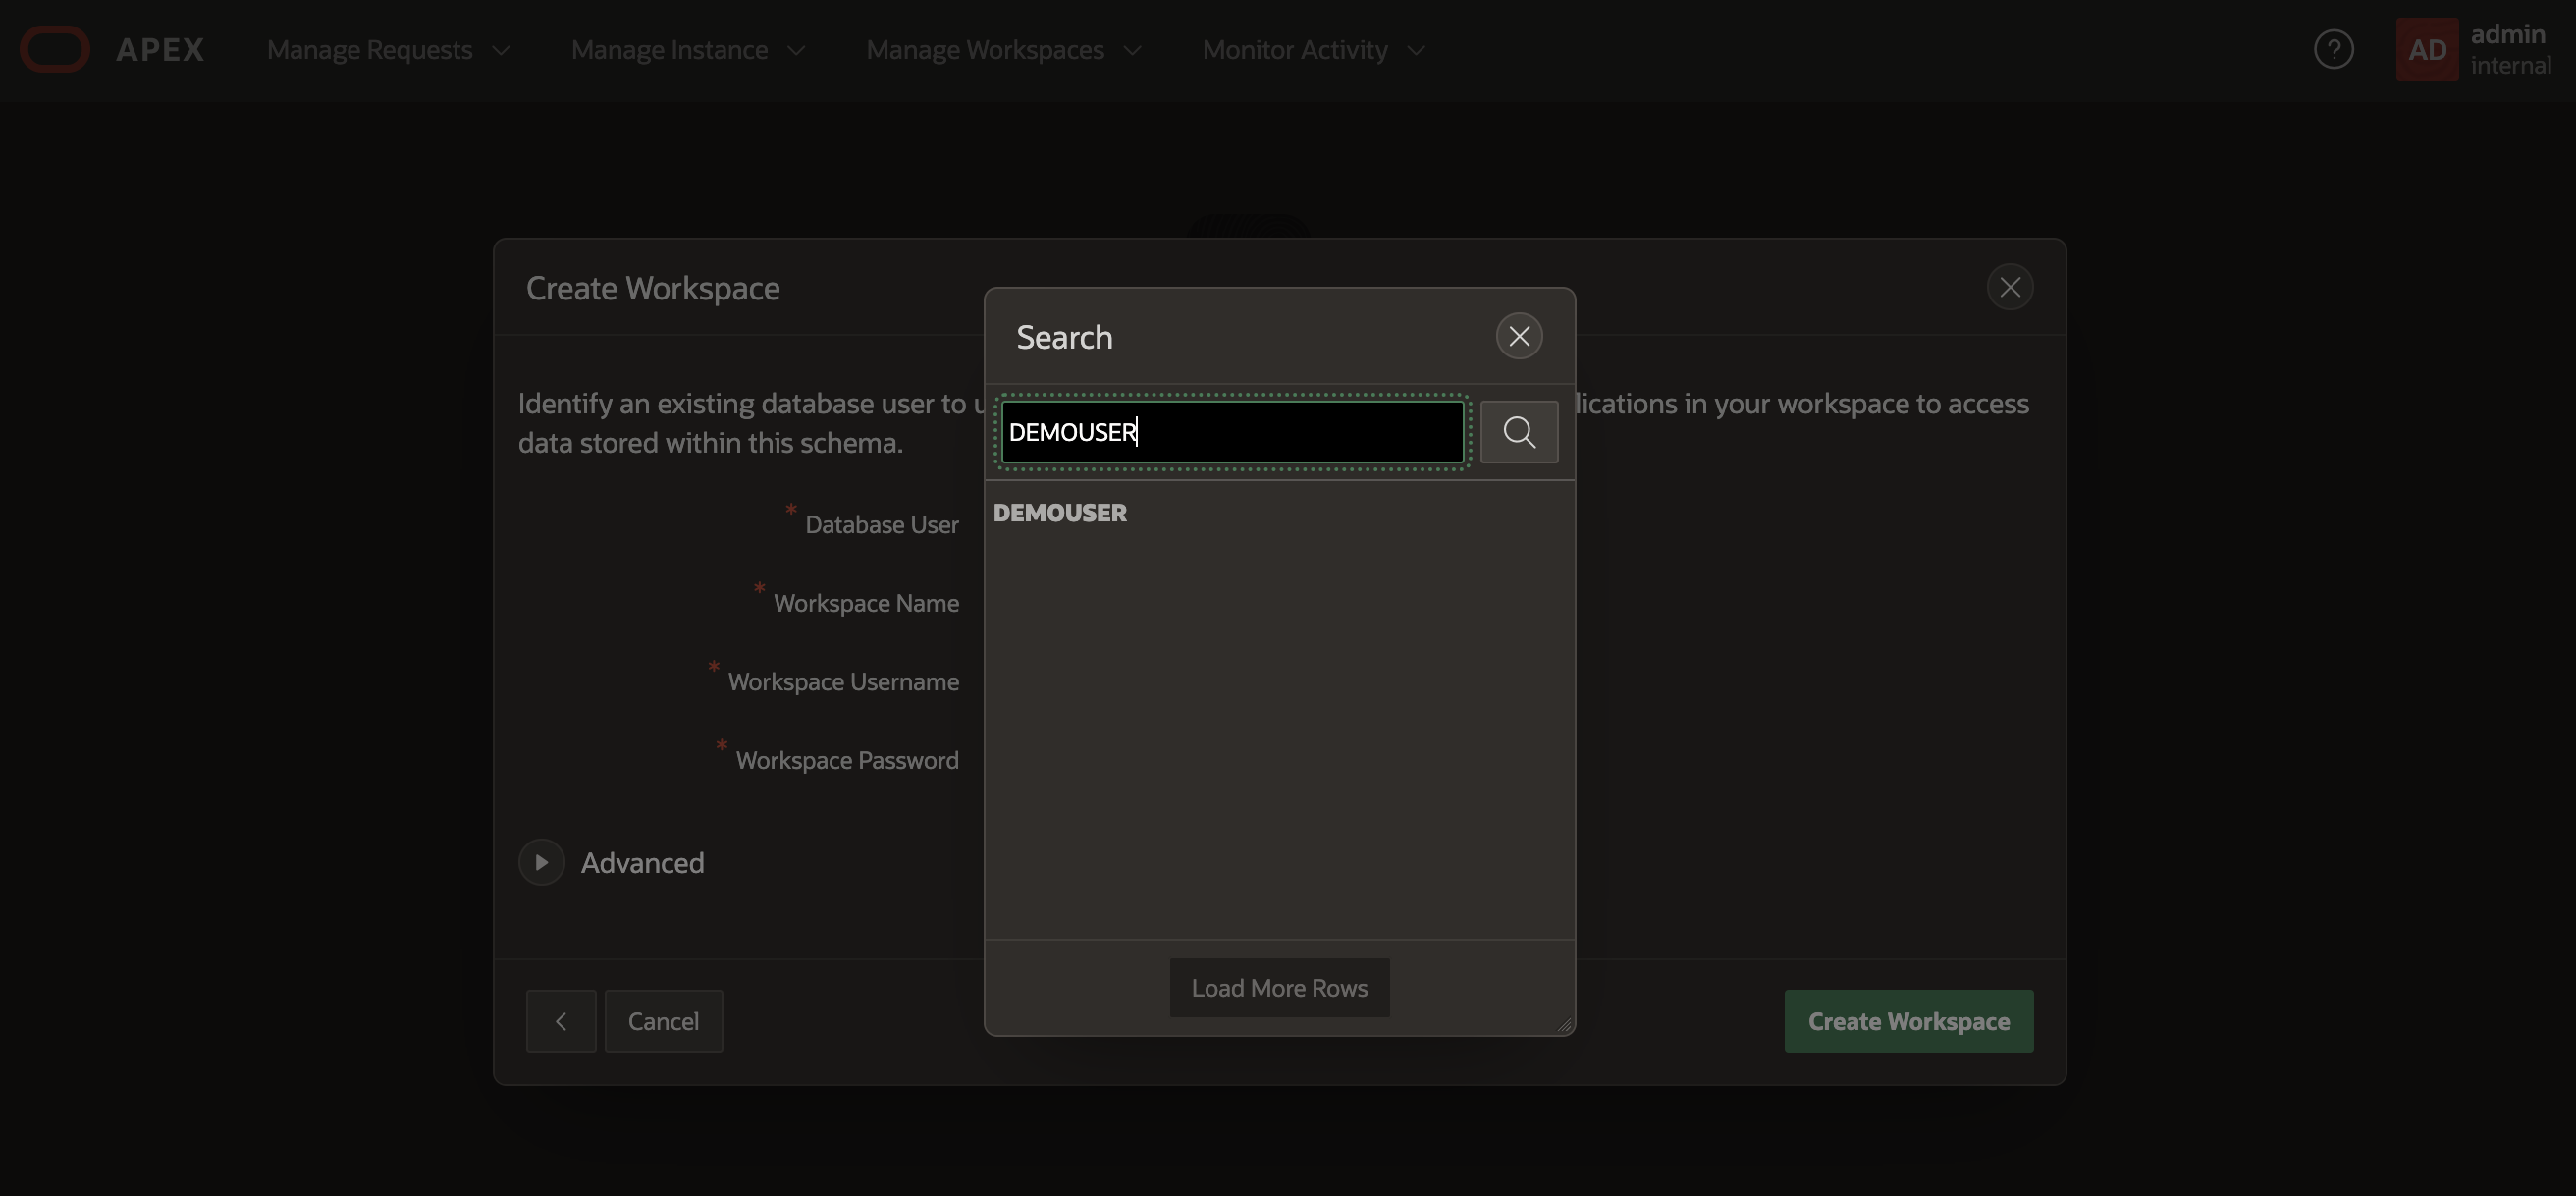 APEX Manage Requests Manage Instance Manage Workspaces Monitor Activity ? AD admin
internal
Create Workspace
Search
Identify an existing database user to u
lications in your workspace to access
data stored within this schema.
DEMOUSER
DEMOUSER
* Database User
* Workspace Name
* Workspace Username
* Workspace Password
Advanced
Load More Rows
Cancel
Create Workspace